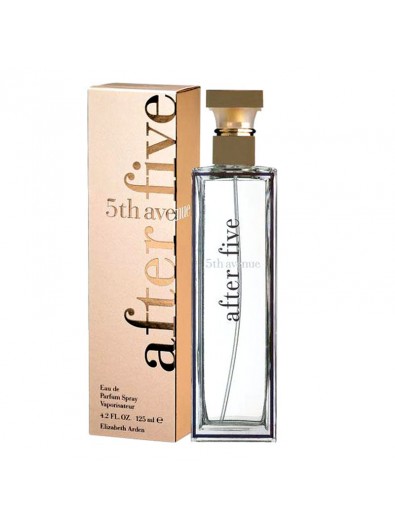 after five
5th avenue
Eau de
Parfum Spray
Vaporisateur
4.2 FL.OZ. 125 ml ℮
Elizabeth Arden
after five
5th avenue